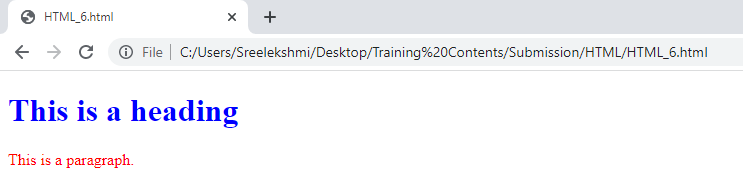 HTML_6.html
File
C:/Users/Sreelekshmi/Desktop/Training%20Contents/Submission/HTML/HTML_6.html
This is a heading
This is a paragraph.